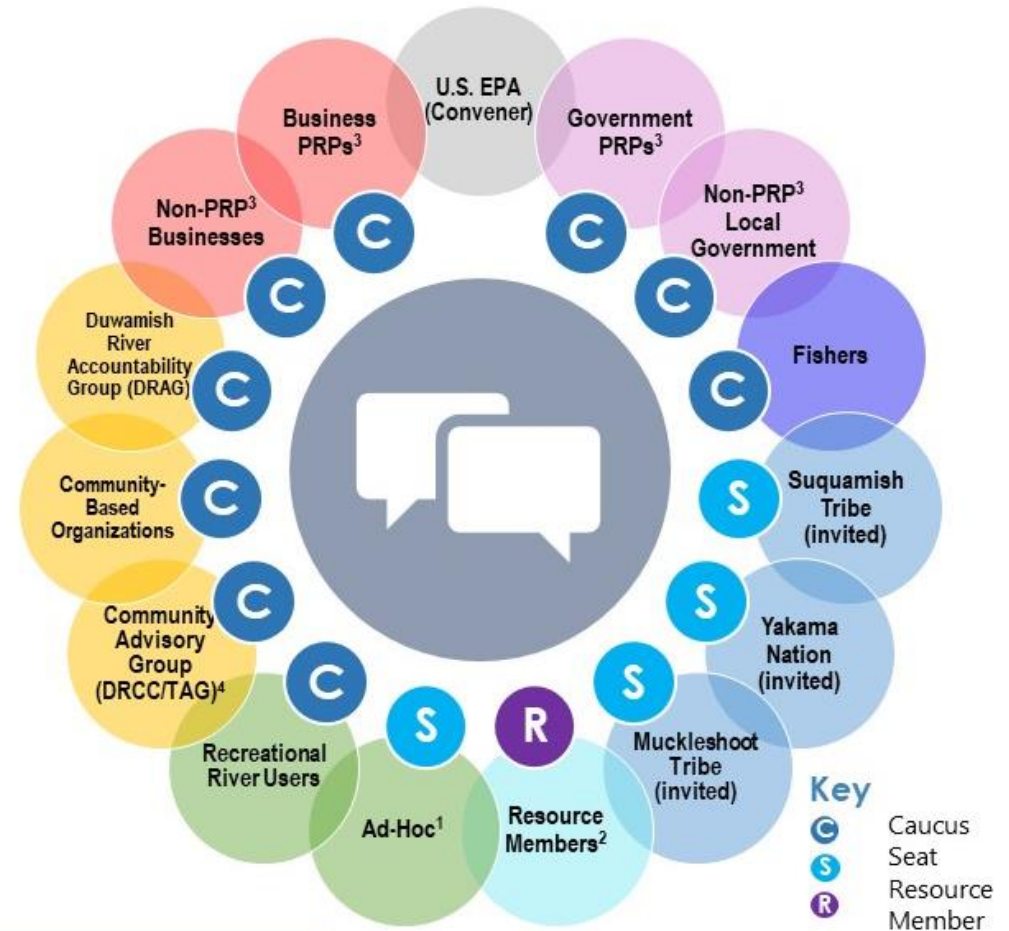 U.S. EPA
(Convener)
Government
PRPs³
Non-PRP³
Local
Government
Fishers
Suquamish
Tribe
(invited)
Yakama
Nation
(invited)
Muckleshoot
Tribe
(invited)
Resource
Members²
Ad-Hoc¹
Recreational
River Users
Community
Advisory
Group
(DRCC/TAG)⁴
Community-
Based
Organizations
Duwamish
River
Accountability
Group (DRAG)
Non-PRP³
Businesses
Business
PRPs³
C
C
C
S
S
S
R
S
C
C
C
C
C
C
Key
C Caucus
S Seat
R Resource
Member